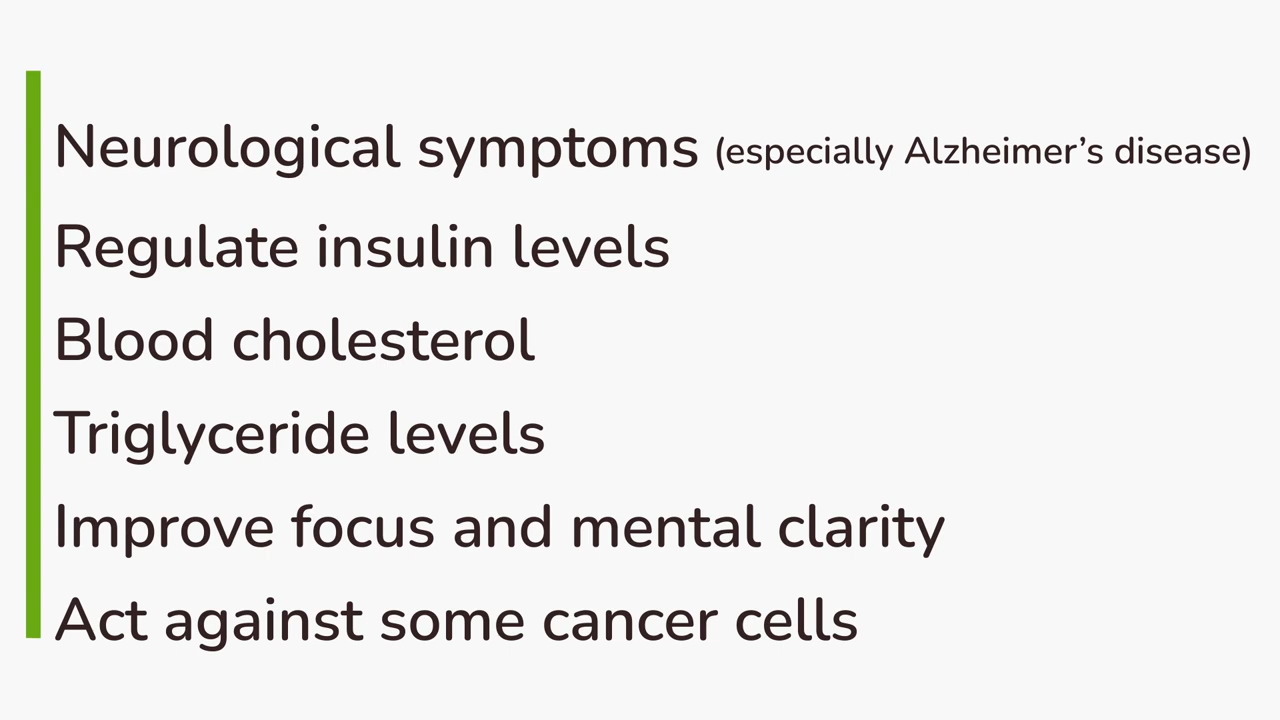 Neurological symptoms (especially Alzheimer’s disease)
Regulate insulin levels
Blood cholesterol
Triglyceride levels
Improve focus and mental clarity
Act against some cancer cells